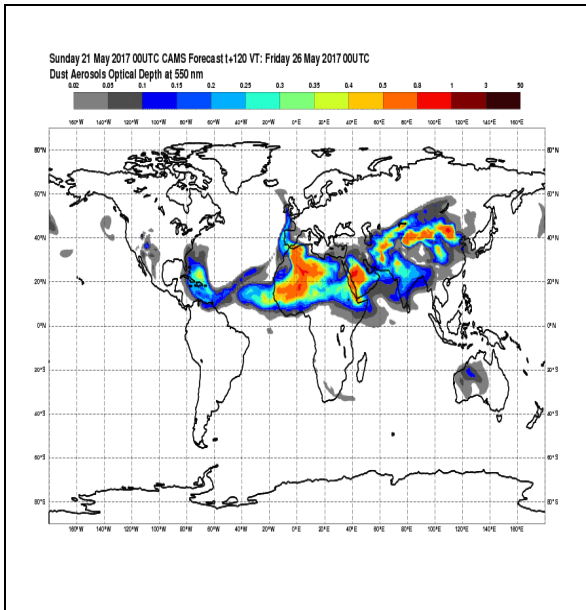 Sunday 21 May 2017 00UTC CAMS Forecast t+120 VT: Friday 26 May 2017 00UTC
Dust Aerosols Optical Depth at 550 nm
0.02 0.05 0.1 0.15 0.2 0.25 0.3 0.35 0.4 0.5 0.8 1 3 50
160°W 140°W 120°W 100°W 80°W 60°W 40°W 20°W 0°E 20°E 40°E 60°E 80°E 100°E 120°E 140°E 160°E
80°N 80°N
60°N 60°N
40°N 40°N
20°N 20°N
0°N 0°N
20°S 20°S
40°S 40°S
60°S 60°S
80°S 80°S
160°W 140°W 120°W 100°W 80°W 60°W 40°W 20°W 0°E 20°E 40°E 60°E 80°E 100°E 120°E 140°E 160°E